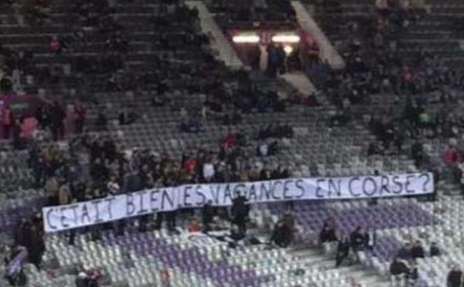 C'ÉTAIT BIEN LES VACANCES EN CORSE?